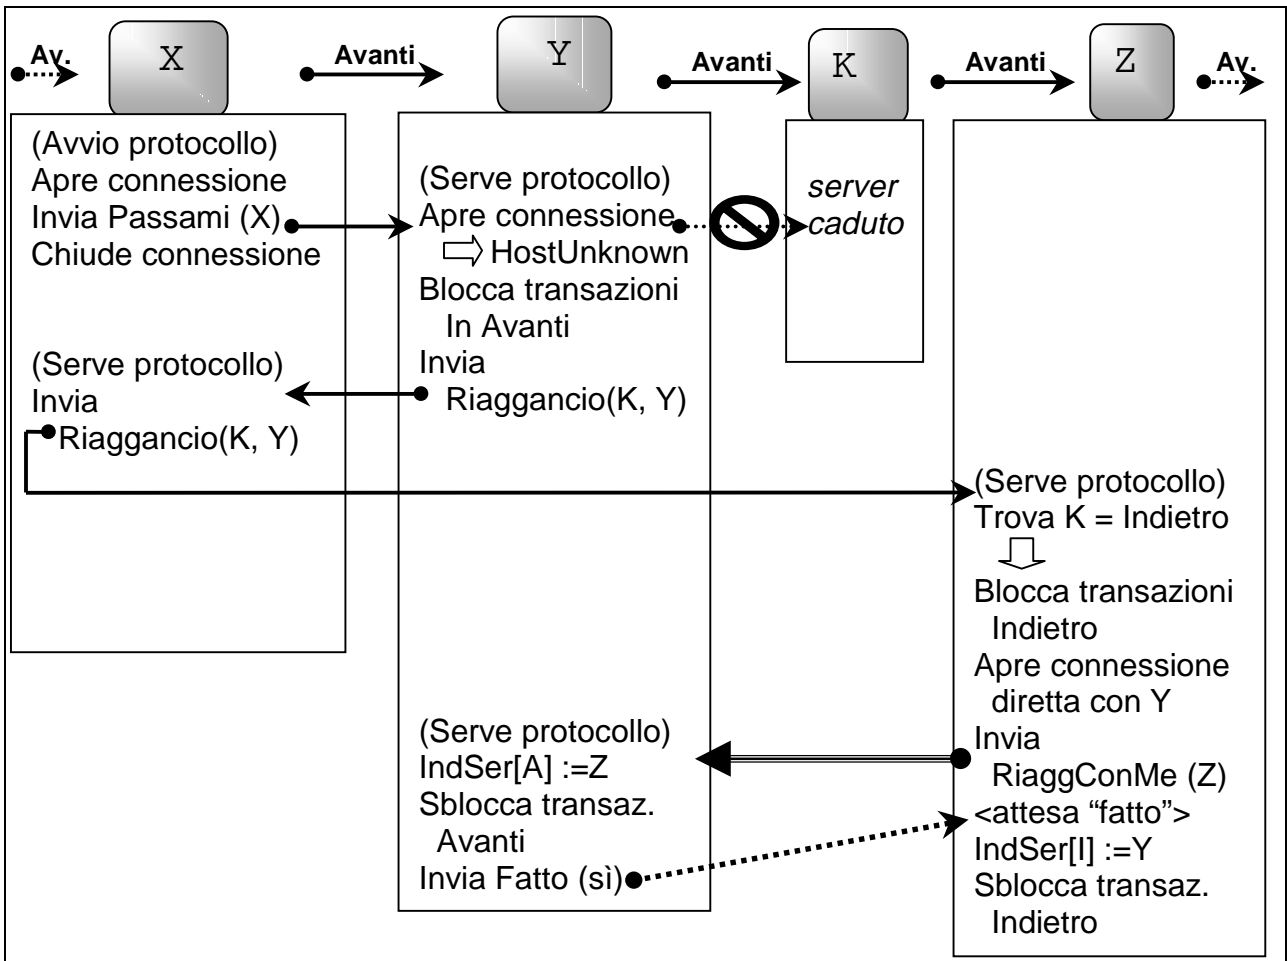 Av.
X
Avanti
Y
Avanti
K
Avanti
Z
Av.
(Avvio protocollo)
Apre connessione
Invia Passami (X)
Chiude connessione
(Serve protocollo)
Invia
Riaggancio(K, Y)
(Serve protocollo)
Apre connessione
HostUnknown
Blocca transazioni
In Avanti
Invia
Riaggancio(K, Y)
(Serve protocollo)
IndSer[A] :=Z
Sblocca transaz.
Avanti
Invia Fatto (sì)
server
caduto
(Serve protocollo)
Trova K = Indietro
Blocca transazioni
Indietro
Apre connessione
diretta con Y
Invia
RiaggConMe (Z)
<attesa “fatto”>
IndSer[I] :=Y
Sblocca transaz.
Indietro